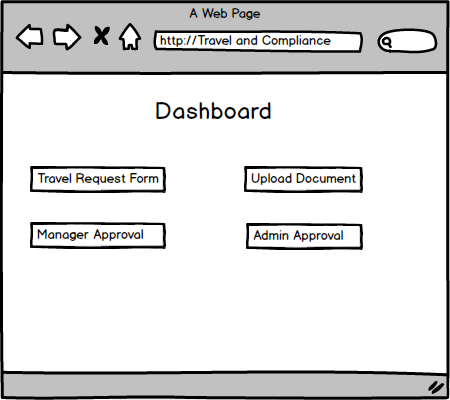 A Web Page
http://Travel and Compliance
Dashboard
Travel Request Form
Upload Document
Manager Approval
Admin Approval